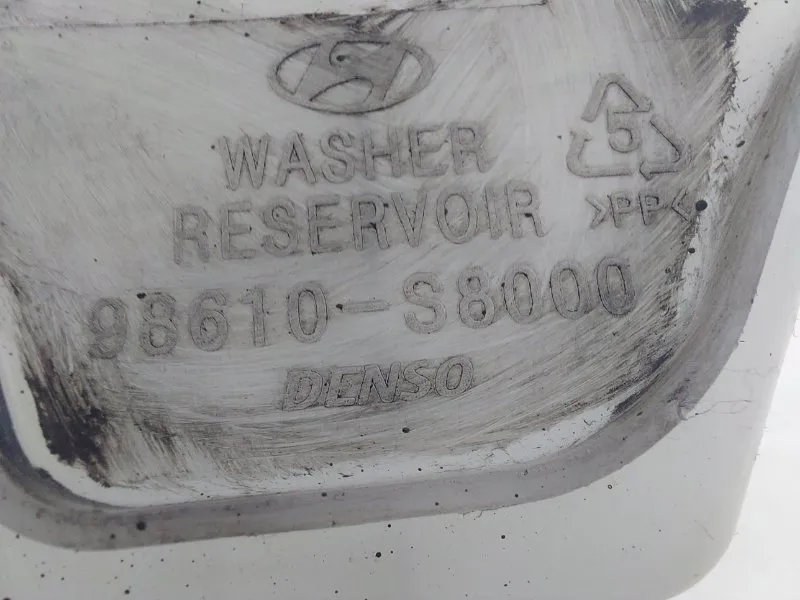 WASHER
RESERVOIR
5
>PP<
98610-S8000
DENSO